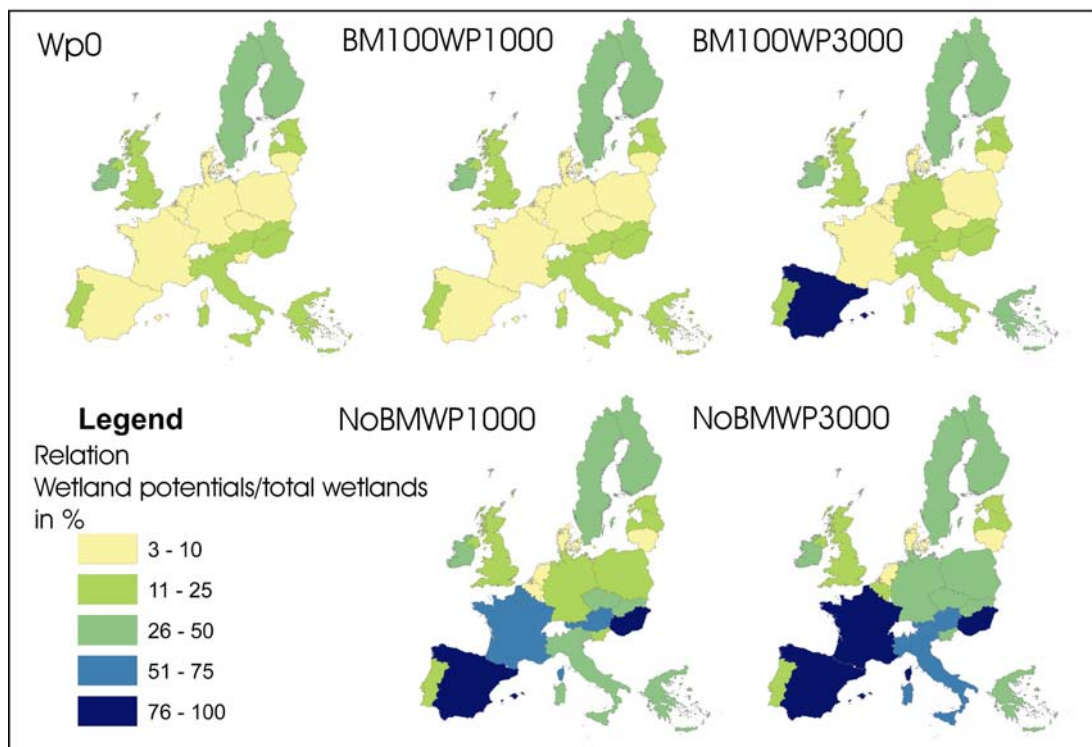 Wp0
BM100WP1000
BM100WP3000
NoBMWP1000
NoBMWP3000
Legend
Relation
Wetland potentials/total wetlands
in %
3 - 10
11 - 25
26 - 50
51 - 75
76 - 100